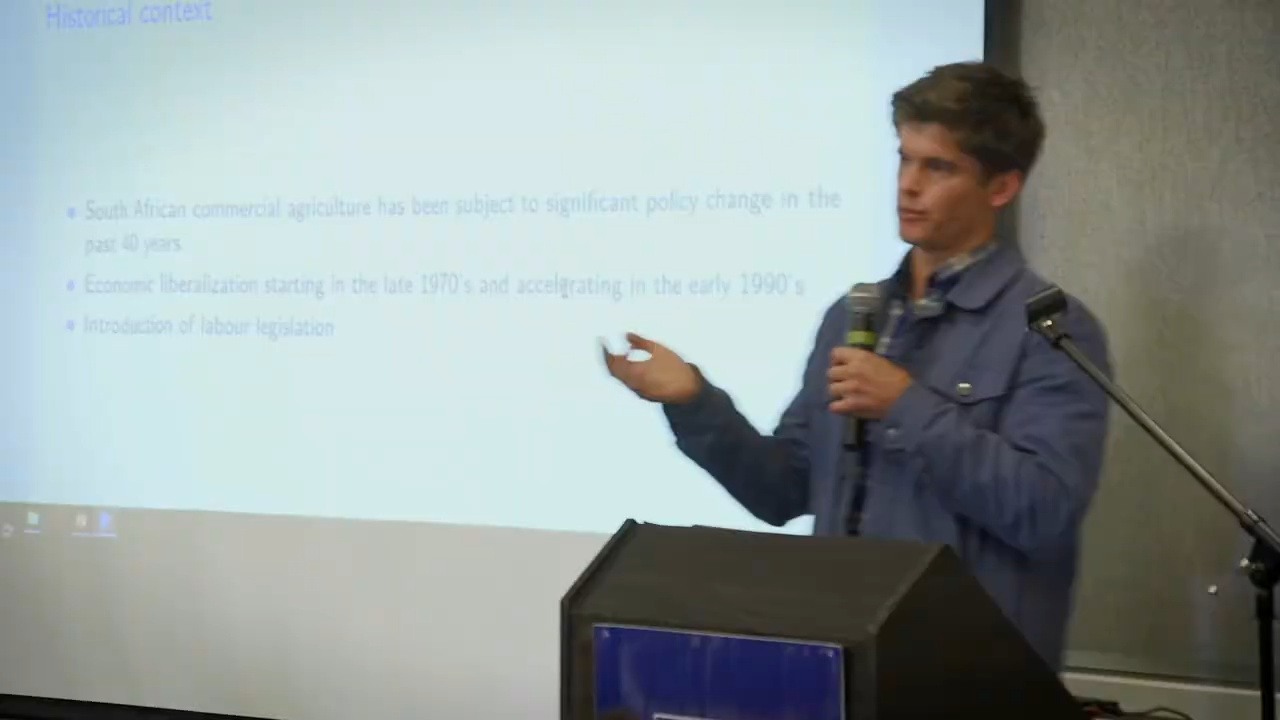 Historical context
South African commercial agriculture has been subject to significant policy change in the
past 40 years
Economic liberalization starting in the late 1970's and accelerating in the early 1990's
Introduction of labour legislation